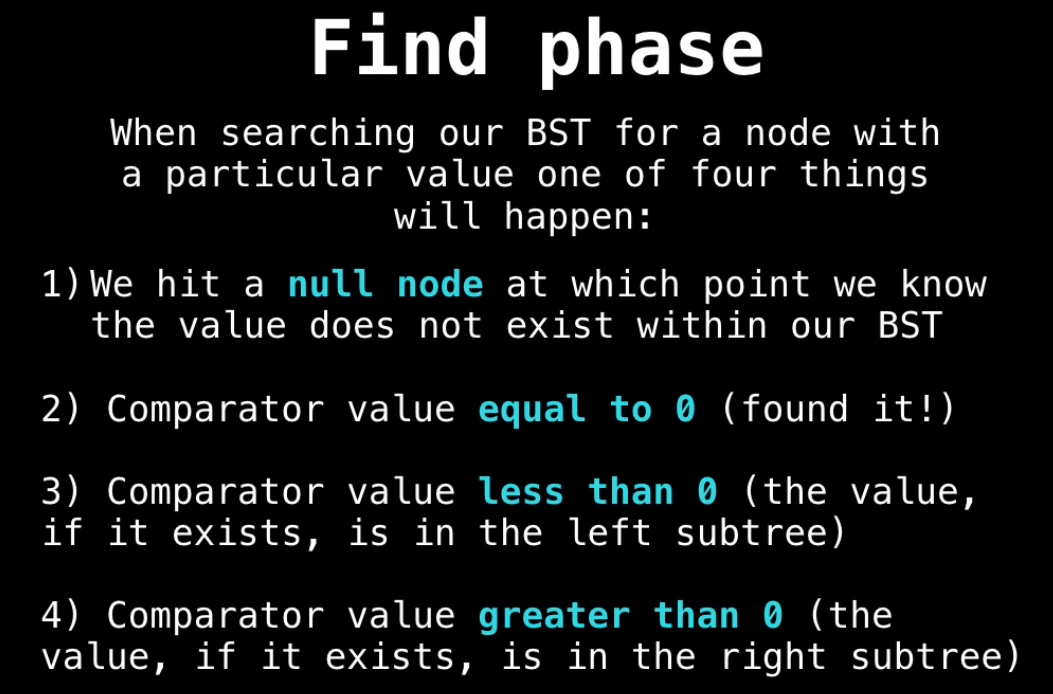 Find phase
When searching our BST for a node with
a particular value one of four things
will happen:
1) We hit a null node at which point we know
the value does not exist within our BST
2) Comparator value equal to 0 (found it!)
3) Comparator value less than 0 (the value,
if it exists, is in the left subtree)
4) Comparator value greater than 0 (the
value, if it exists, is in the right subtree)